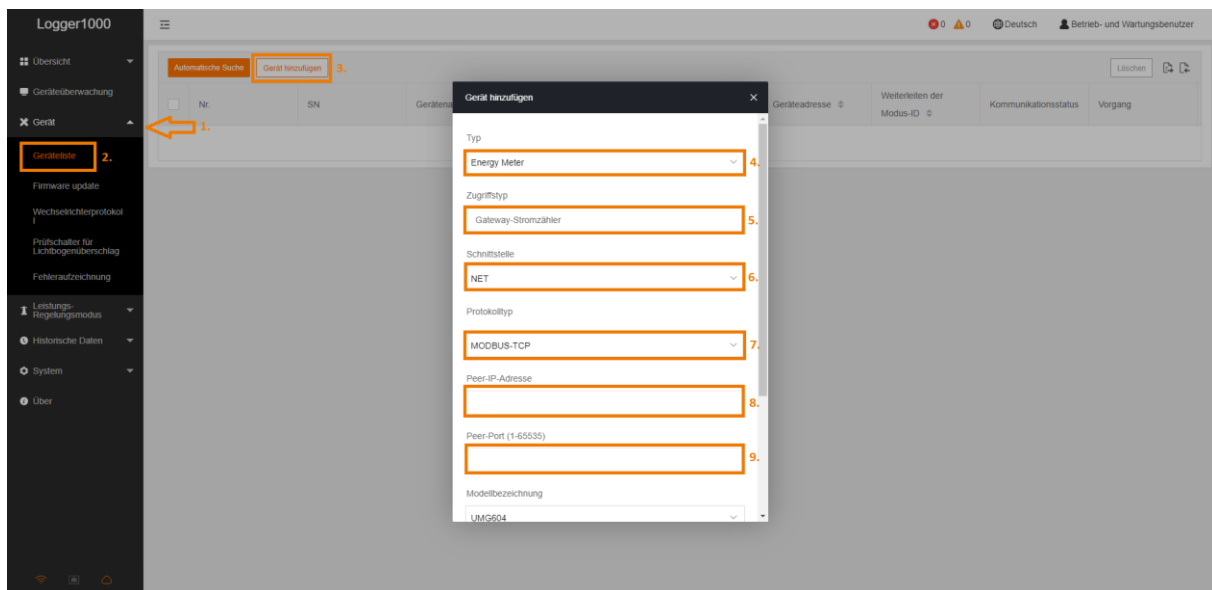 Logger1000
0
0
Deutsch
Betrieb- und Wartungsbenutzer
Übersicht
Geräteüberwachung
Gerät
1.
Geräteliste
2.
Firmware update
Wechselrichterprotokol
l
Prüfschalter für
Lichtbogenüberschlag
Fehleraufzeichnung
Leistungs-
Regelungsmodus
Historische Daten
System
Über
Automatische Suche
Gerät hinzufügen
3.
Löschen
Nr.
SN
Gerätena
Geräteadresse
Weiterleiten der
Modus-ID
Kommunikationsstatus
Vorgang
Gerät hinzufügen
Typ
Energy Meter
4.
Zugriffstyp
Gateway-Stromzähler
5.
Schnittstelle
NET
6.
Protokolltyp
MODBUS-TCP
7.
Peer-IP-Adresse
8.
Peer-Port (1-65535)
9.
Modellbezeichnung
UMG604